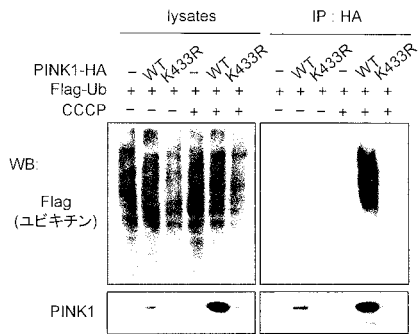 lysates IP : HA
PINK1-HA – WT K433R – WT K433R – WT K433R – WT K433R
Flag-Ub + + + + + + + + + + + +
CCCP – – – + + + – – – + + +
WB:
Flag
(ユビキチン)
PINK1